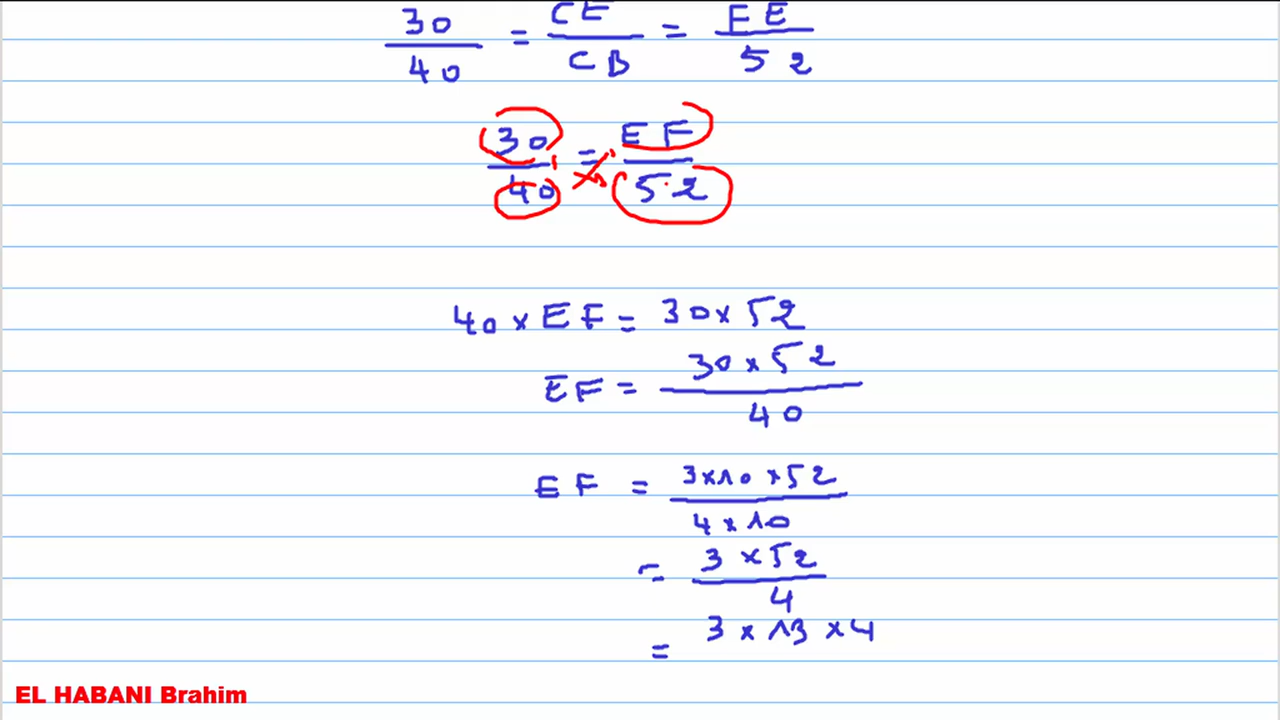 30/40 = CE/CB = FE/52
30/40 = EF/52
40 × EF = 30 × 52
EF = 30 × 52 / 40
EF = 3×10 × 52 / 4 × 10
= 3 × 52 / 4
= 3 × 13 × 4
EL HABANI Brahim